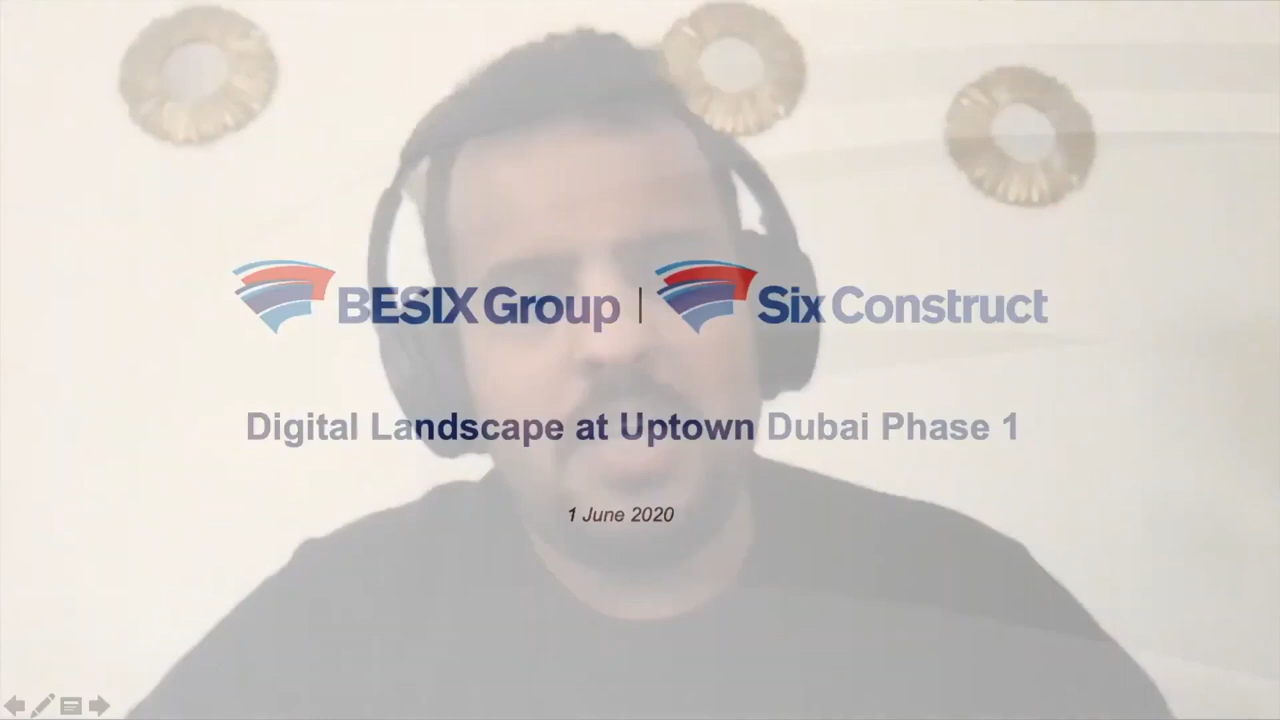 BESIX Group | Six Construct
Digital Landscape at Uptown Dubai Phase 1
1 June 2020